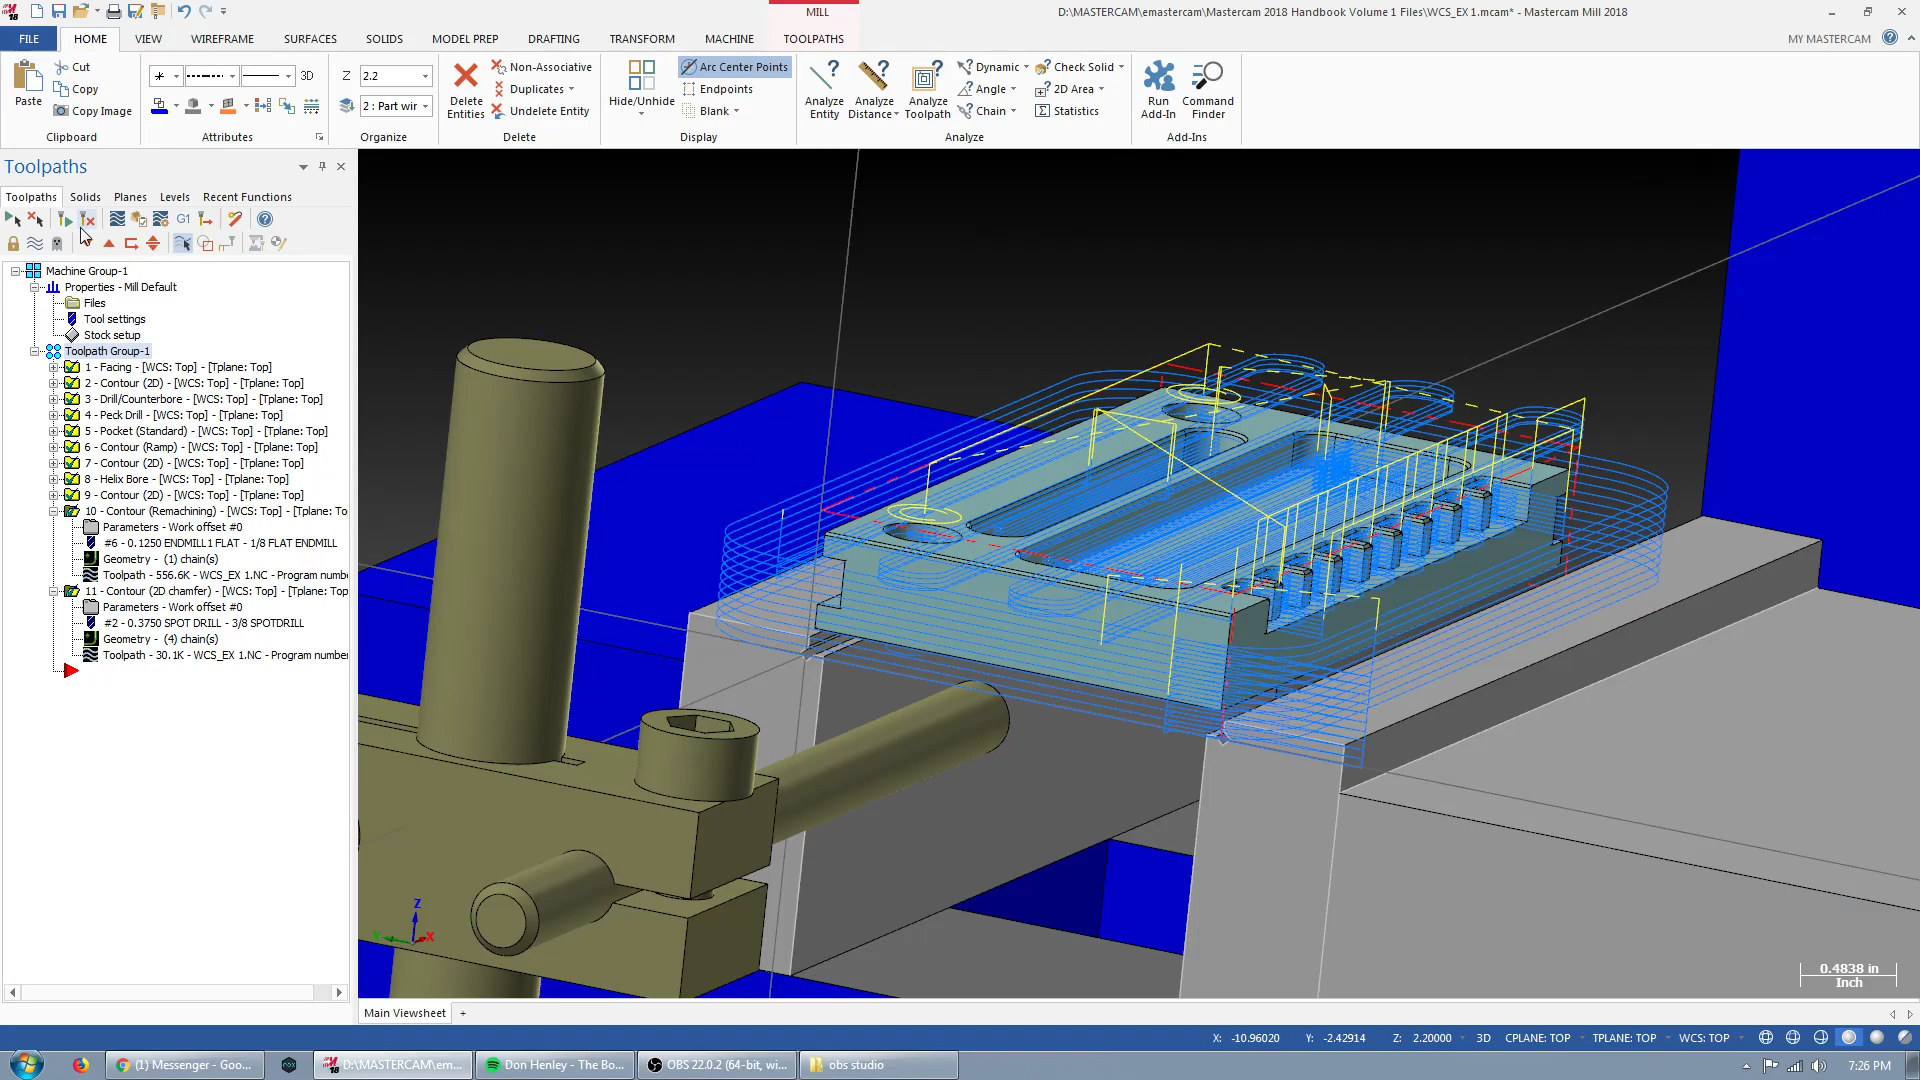 MILL
D:\MASTERCAM\emastercam\Mastercam 2018 Handbook Volume 1 Files\WCS_EX 1.mcam* - Mastercam Mill 2018
FILE HOME VIEW WIREFRAME SURFACES SOLIDS MODEL PREP DRAFTING TRANSFORM MACHINE TOOLPATHS MY MASTERCAM
Paste
Cut
Copy
Copy Image
Clipboard
3D
Attributes
Z 2.2
2 : Part wir
Organize
Delete Entities
Non-Associative
Duplicates
Undelete Entity
Delete
Hide/Unhide
Arc Center Points
Endpoints
Blank
Display
Analyze Entity
Analyze Distance
Analyze Toolpath
Dynamic
Angle
Chain
Check Solid
2D Area
Statistics
Analyze
Run Add-In
Command Finder
Add-Ins
Toolpaths
Toolpaths Solids Planes Levels Recent Functions
G1
Machine Group-1
Properties - Mill Default
Files
Tool settings
Stock setup
Toolpath Group-1
1 - Facing - [WCS: Top] - [Tplane: Top]
2 - Contour (2D) - [WCS: Top] - [Tplane: Top]
3 - Drill/Counterbore - [WCS: Top] - [Tplane: Top]
4 - Peck Drill - [WCS: Top] - [Tplane: Top]
5 - Pocket (Standard) - [WCS: Top] - [Tplane: Top]
6 - Contour (Ramp) - [WCS: Top] - [Tplane: Top]
7 - Contour (2D) - [WCS: Top] - [Tplane: Top]
8 - Helix Bore - [WCS: Top] - [Tplane: Top]
9 - Contour (2D) - [WCS: Top] - [Tplane: Top]
10 - Contour (Remachining) - [WCS: Top] - [Tplane: To
Parameters - Work offset #0
#6 - 0.1250 ENDMILL1 FLAT - 1/8 FLAT ENDMILL
Geometry - (1) chain(s)
Toolpath - 556.6K - WCS_EX 1.NC - Program numbe
11 - Contour (2D chamfer) - [WCS: Top] - [Tplane: Top
Parameters - Work offset #0
#2 - 0.3750 SPOT DRILL - 3/8 SPOTDRILL
Geometry - (4) chain(s)
Toolpath - 30.1K - WCS_EX 1.NC - Program number
Z
Y
X
0.4838 in
Inch
Main Viewsheet +
X: -10.96020 Y: -2.42914 Z: 2.20000 3D CPLANE: TOP TPLANE: TOP WCS: TOP
(1) Messenger - Goo...
D:\MASTERCAM\em...
Don Henley - The Bo...
OBS 22.0.2 (64-bit, wi...
obs studio
7:26 PM